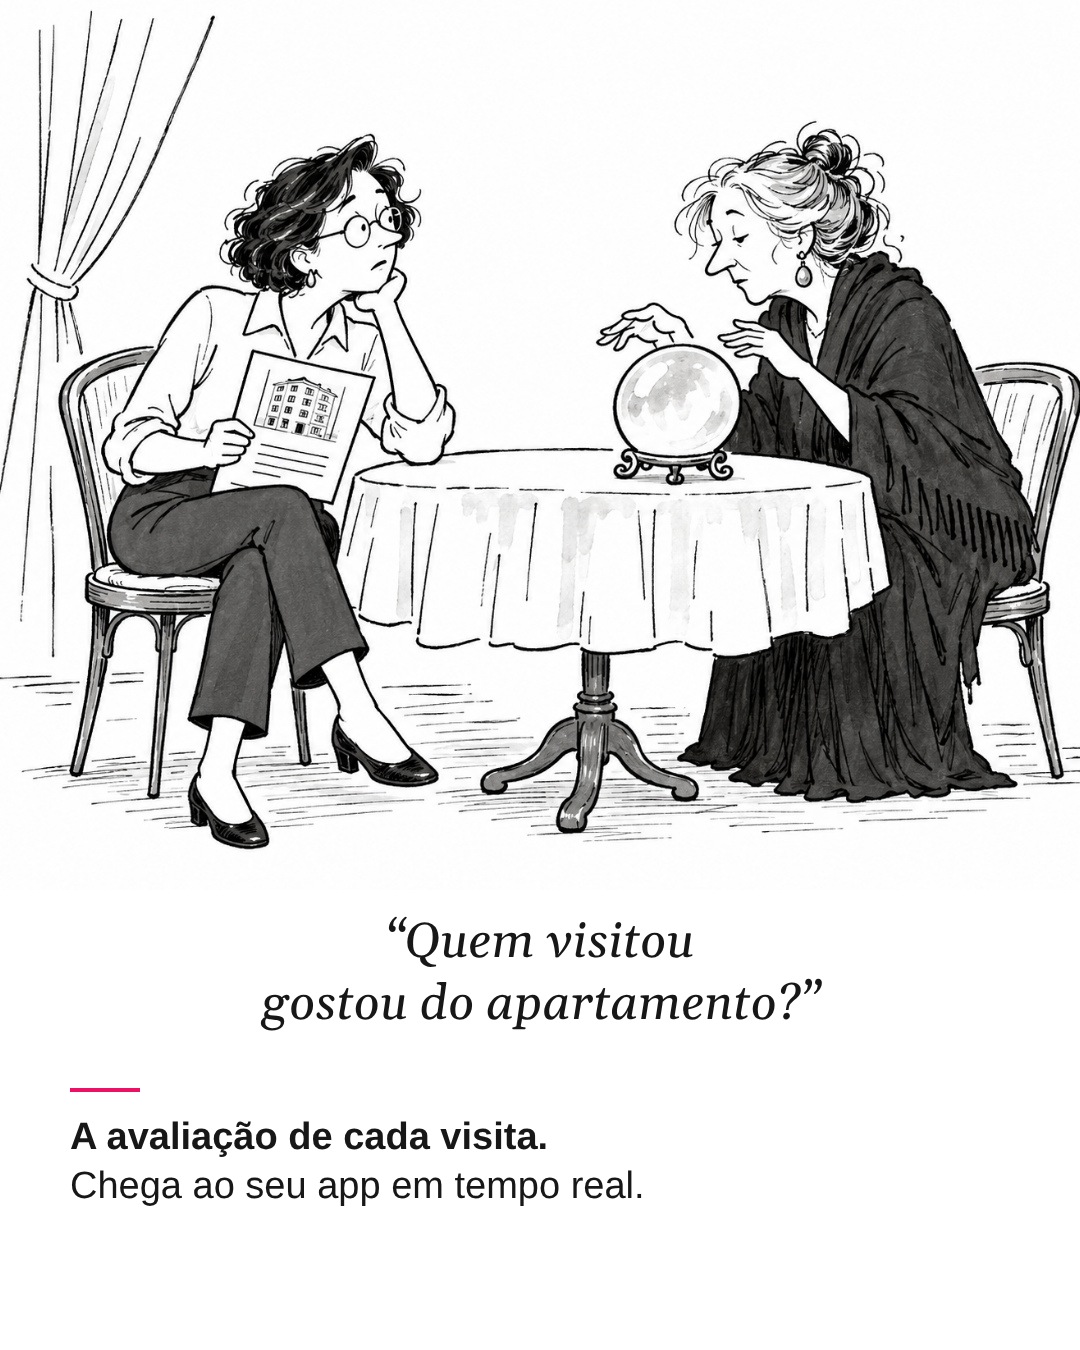 “Quem visitou
gostou do apartamento?”
A avaliação de cada visita.
Chega ao seu app em tempo real.